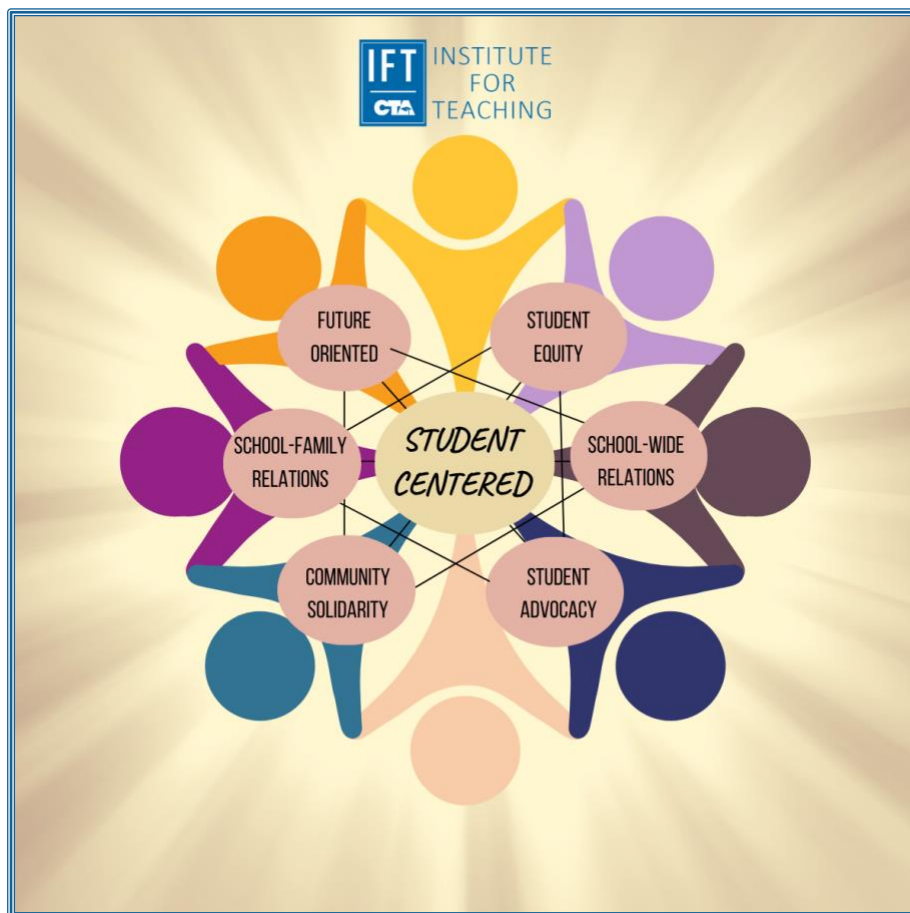 IFT
CTA
INSTITUTE
FOR
TEACHING
FUTURE
ORIENTED
STUDENT
EQUITY
SCHOOL-FAMILY
RELATIONS
STUDENT
CENTERED
SCHOOL-WIDE
RELATIONS
COMMUNITY
SOLIDARITY
STUDENT
ADVOCACY